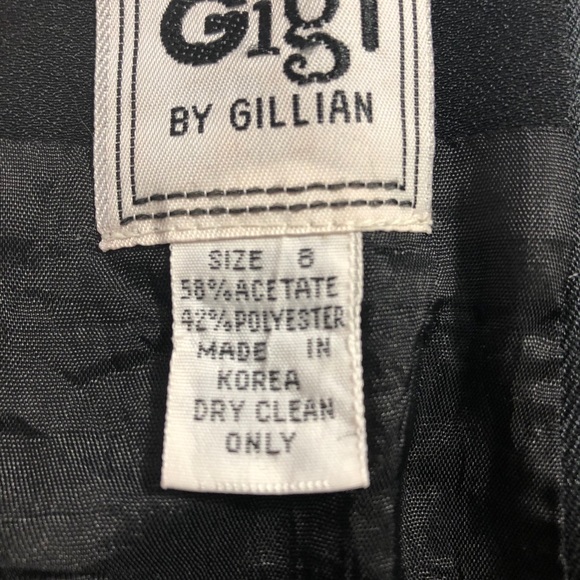 Gigi
BY GILLIAN
SIZE 8
58% ACETATE
42% POLYESTER
MADE IN
KOREA
DRY CLEAN
ONLY